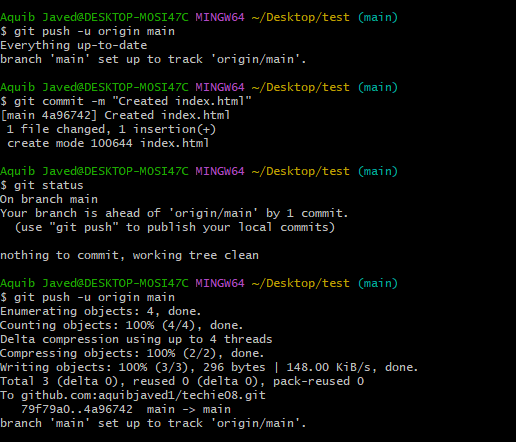 Aquib Javed@DESKTOP-MOSI47C MINGW64 ~/Desktop/test (main)
$ git push -u origin main
Everything up-to-date
branch 'main' set up to track 'origin/main'.
Aquib Javed@DESKTOP-MOSI47C MINGW64 ~/Desktop/test (main)
$ git commit -m "Created index.html"
[main 4a96742] Created index.html
 1 file changed, 1 insertion(+)
 create mode 100644 index.html
Aquib Javed@DESKTOP-MOSI47C MINGW64 ~/Desktop/test (main)
$ git status
On branch main
Your branch is ahead of 'origin/main' by 1 commit.
  (use "git push" to publish your local commits)
nothing to commit, working tree clean
Aquib Javed@DESKTOP-MOSI47C MINGW64 ~/Desktop/test (main)
$ git push -u origin main
Enumerating objects: 4, done.
Counting objects: 100% (4/4), done.
Delta compression using up to 4 threads
Compressing objects: 100% (2/2), done.
Writing objects: 100% (3/3), 296 bytes | 148.00 KiB/s, done.
Total 3 (delta 0), reused 0 (delta 0), pack-reused 0
To github.com:aquibjaved1/techie08.git
   79f79a0..4a96742  main -> main
branch 'main' set up to track 'origin/main'.